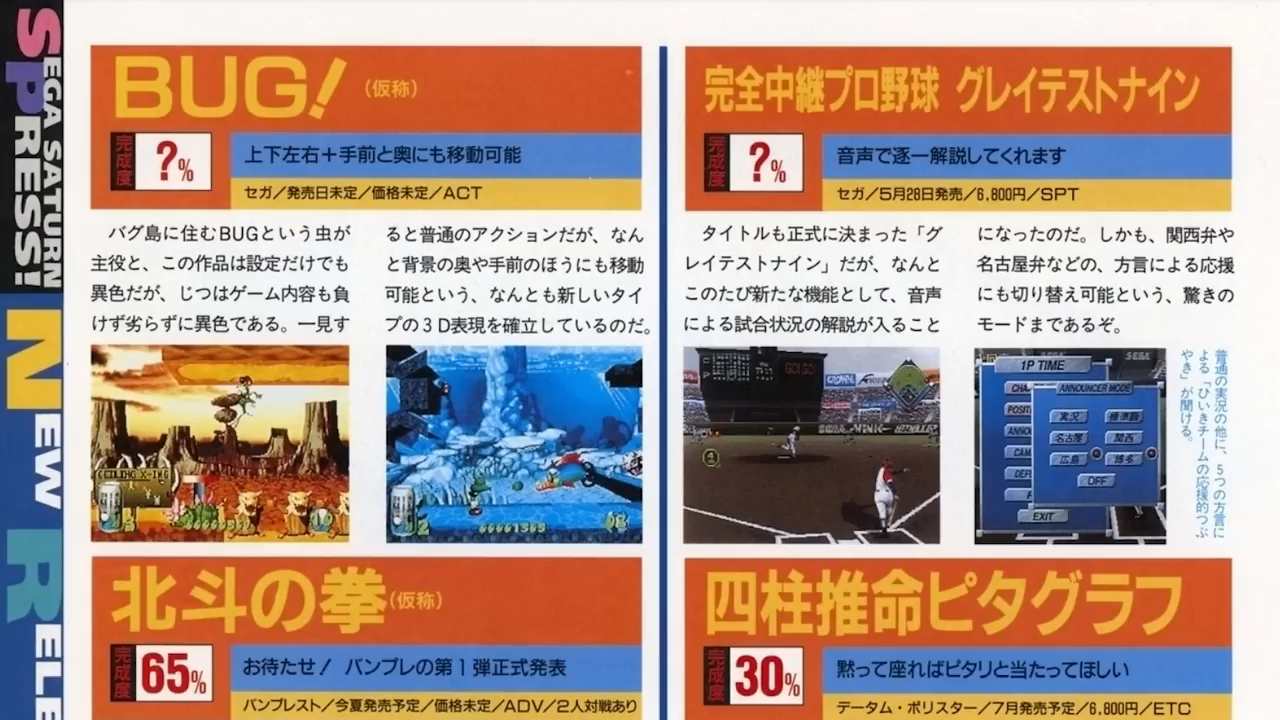 SEGA SATURN
PRESS!
NEW RELE
BUG!(仮称)
完成度
?%
上下左右+手前と奥にも移動可能
セガ/発売日未定/価格未定/ACT
バグ島に住むBUGという虫が
主役と、この作品は設定だけでも
異色だが、じつはゲーム内容も負
けず劣らずに異色である。一見す
ると普通のアクションだが、なん
と背景の奥や手前のほうにも移動
可能という、なんとも新しいタイ
プの3D表現を確立しているのだ。
完全中継プロ野球 グレイテストナイン
完成度
?%
音声で逐一解説してくれます
セガ/5月28日発売/6,800円/SPT
タイトルも正式に決まった「グ
レイテストナイン」だが、なんと
このたび新たな機能として、音声
による試合状況の解説が入ること
になったのだ。しかも、関西弁や
名古屋弁などの、方言による応援
にも切り替え可能という、驚きの
モードまであるぞ。
GO!GO!
CROWN
1P TIME
ANNOUNCER MODE
実況
標準語
名古屋
関西
広島
博多
OFF
EXIT
SEGA
普通の実況の他に、5つの方言に
よる「ひいきチームの応援的つぶ
やき」が聞ける。
北斗の拳(仮称)
完成度
65%
お待たせ! バンプレの第1弾正式発表
バンプレスト/今夏発売予定/価格未定/ADV/2人対戦あり
四柱推命ピタグラフ
完成度
30%
黙って座ればピタリと当たってほしい
データム・ポリスター/7月発売予定/6,800円/ETC